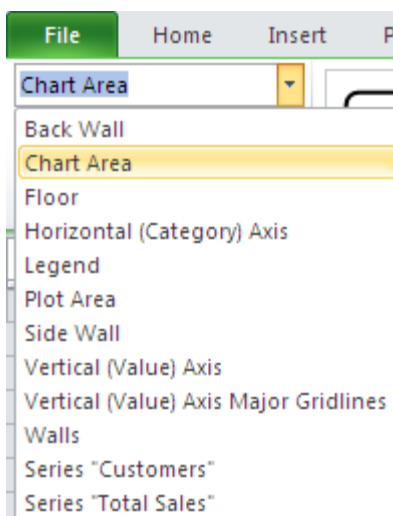 File Home Insert P
Chart Area
Back Wall
Chart Area
Floor
Horizontal (Category) Axis
Legend
Plot Area
Side Wall
Vertical (Value) Axis
Vertical (Value) Axis Major Gridlines
Walls
Series "Customers"
Series "Total Sales"